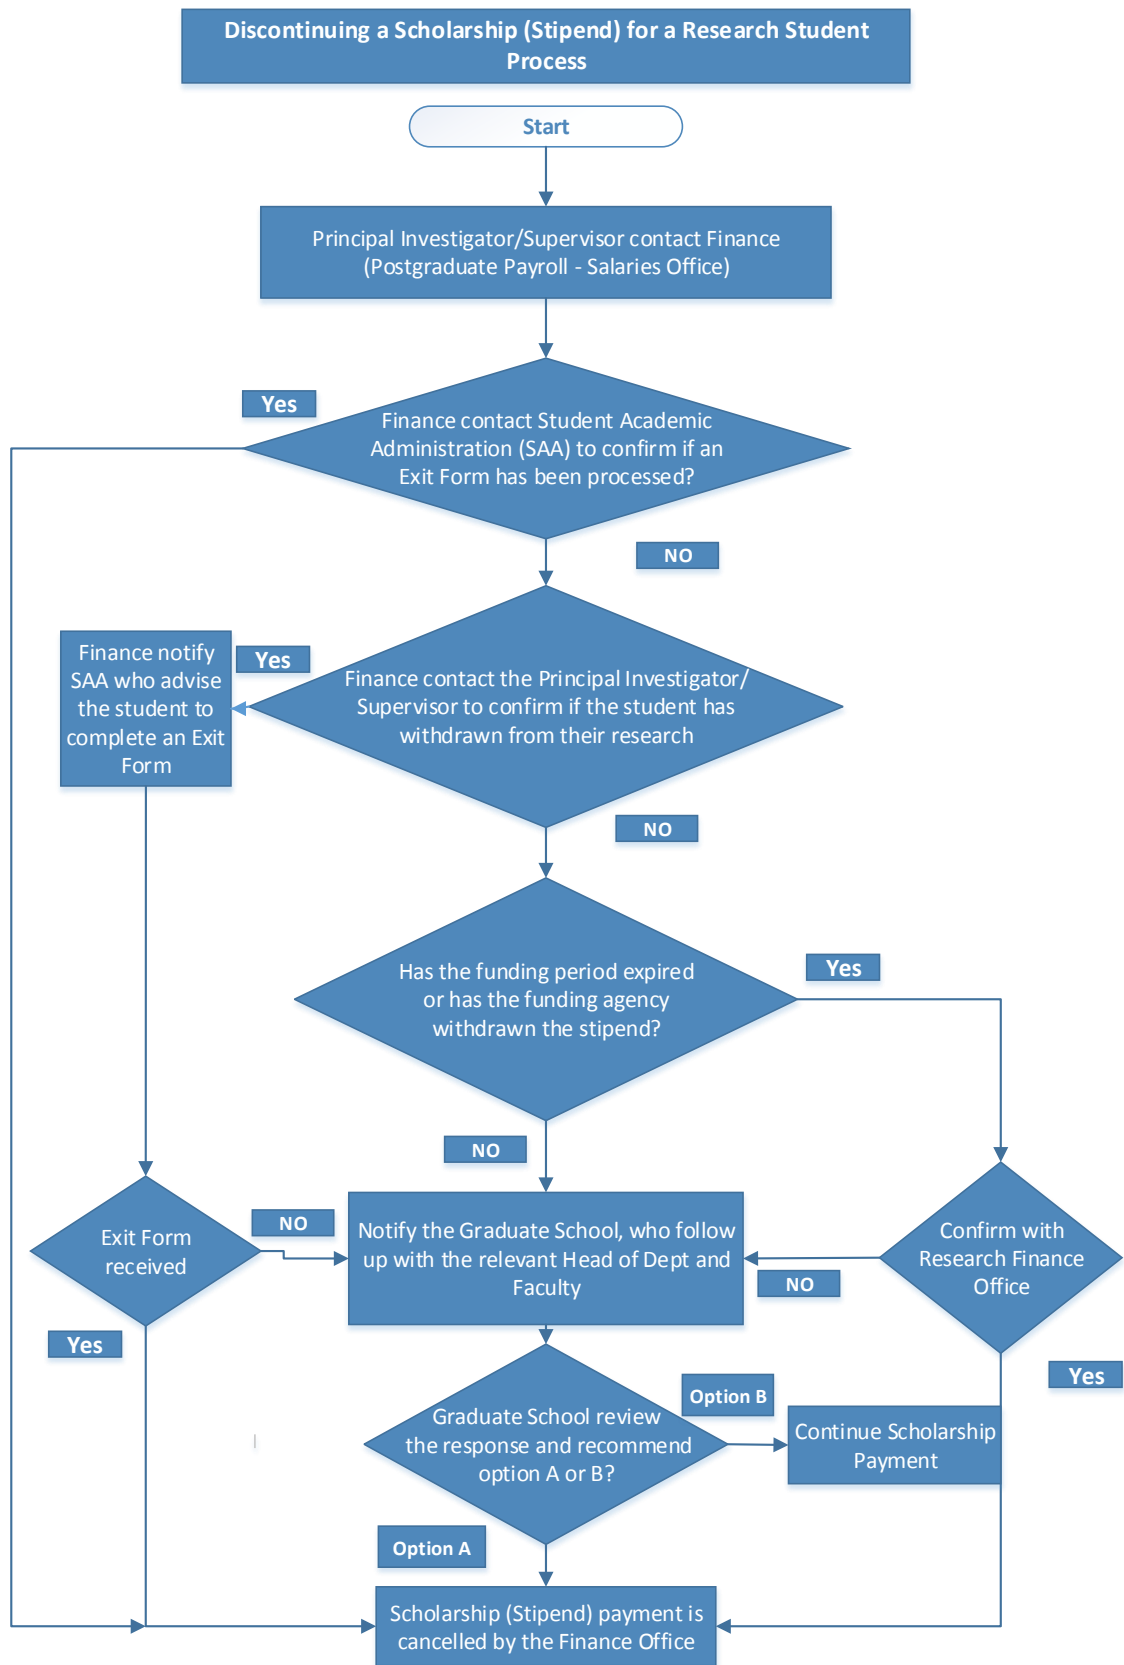 Discontinuing a Scholarship (Stipend) for a Research Student
Process
Start
Principal Investigator/Supervisor contact Finance
(Postgraduate Payroll - Salaries Office)
Yes
Finance contact Student Academic
Administration (SAA) to confirm if an
Exit Form has been processed?
NO
Finance notify
SAA who advise
the student to
complete an Exit
Form
Yes
Finance contact the Principal Investigator/
Supervisor to confirm if the student has
withdrawn from their research
NO
Has the funding period expired
or has the funding agency
withdrawn the stipend?
Yes
NO
Exit Form
received
NO
Notify the Graduate School, who follow
up with the relevant Head of Dept and
Faculty
Confirm with
Research Finance
Office
NO
Yes
Yes
Graduate School review
the response and recommend
option A or B?
Option B
Continue Scholarship
Payment
Option A
Scholarship (Stipend) payment is
cancelled by the Finance Office